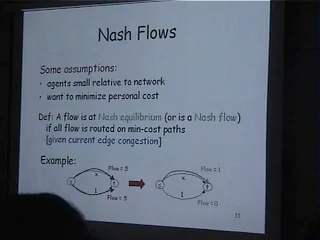 Nash Flows
Some assumptions:
• agents small relative to network
• want to minimize personal cost
Def: A flow is at Nash equilibrium (or is a Nash flow)
if all flow is routed on min-cost paths
[given current edge congestion]
Example:
Flow = .5
x
s
t
1
Flow = .5
Flow = 1
x
s
t
1
Flow = 0